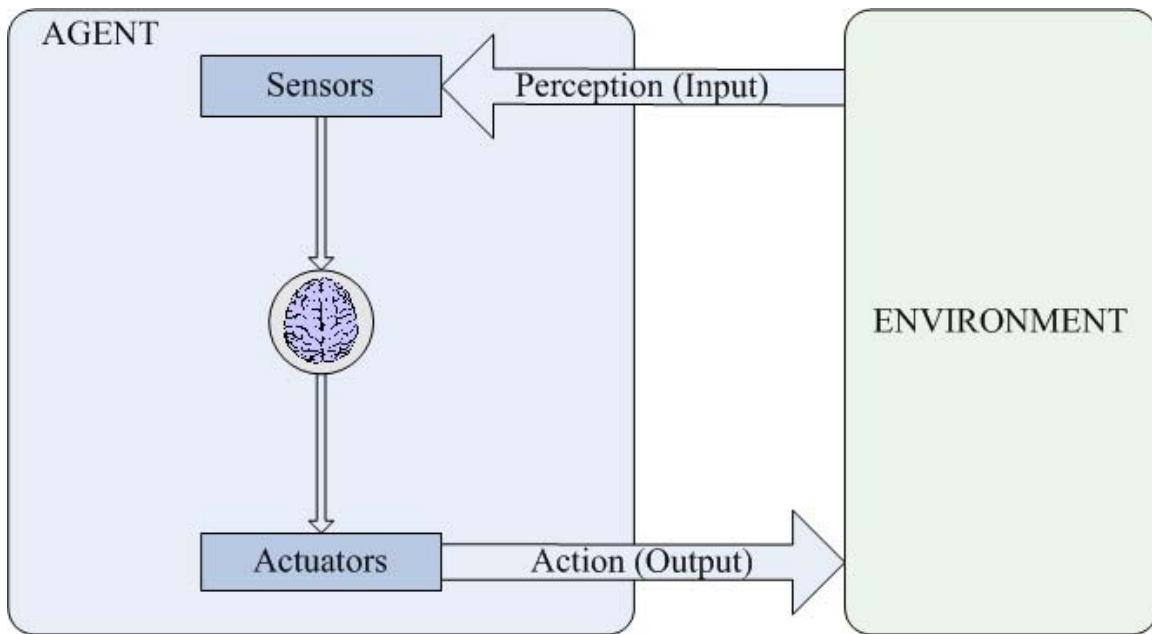 AGENT
Sensors
Perception (Input)
ENVIRONMENT
Actuators
Action (Output)